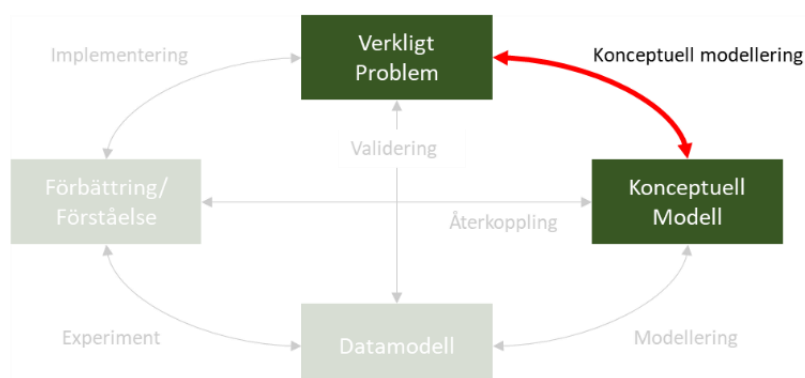 Verkligt
Problem
Implementering
Konceptuell modellering
Validering
Förbättring/
Förståelse
Konceptuell
Modell
Återkoppling
Experiment
Datamodell
Modellering